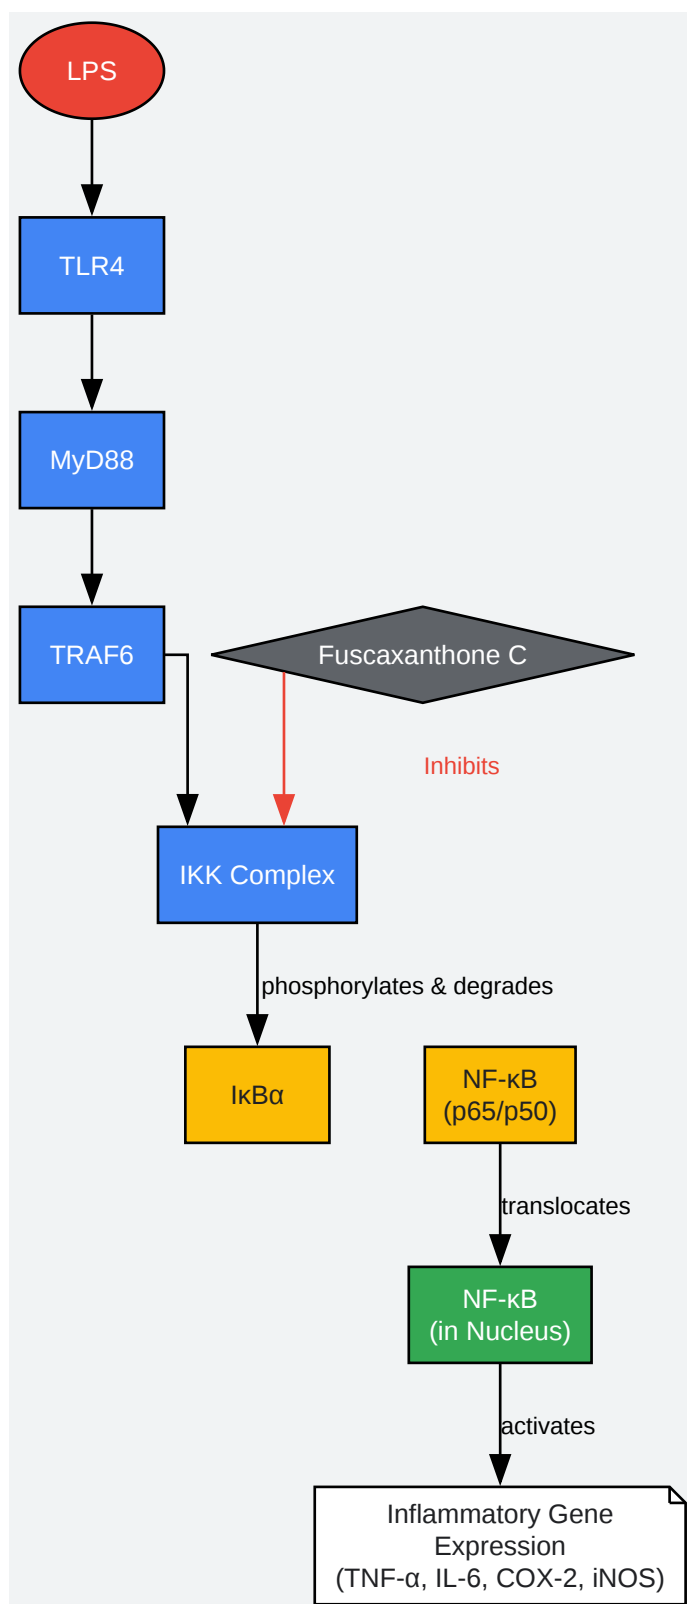 LPS
TLR4
MyD88
TRAF6
Fuscaxanthone C
Inhibits
IKK Complex
phosphorylates & degrades
IκBα
NF-κB
(p65/p50)
translocates
NF-κB
(in Nucleus)
activates
Inflammatory Gene
Expression
(TNF-α, IL-6, COX-2, iNOS)